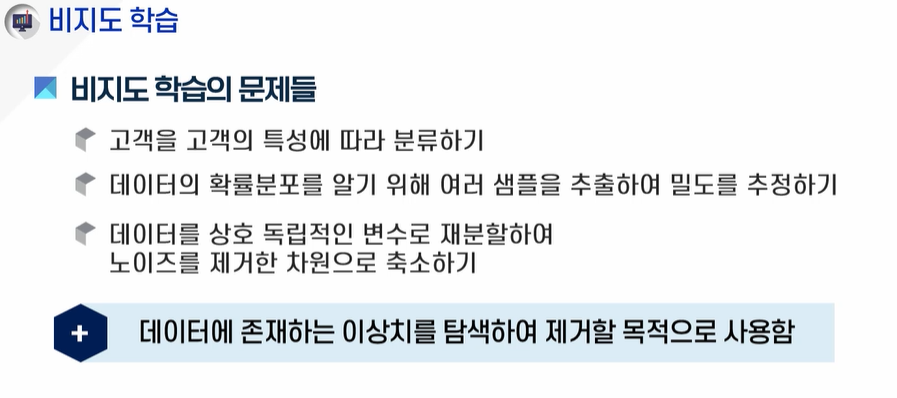 비지도 학습
비지도 학습의 문제들
고객을 고객의 특성에 따라 분류하기
데이터의 확률분포를 알기 위해 여러 샘플을 추출하여 밀도를 추정하기
데이터를 상호 독립적인 변수로 재분할하여
노이즈를 제거한 차원으로 축소하기
+ 데이터에 존재하는 이상치를 탐색하여 제거할 목적으로 사용함